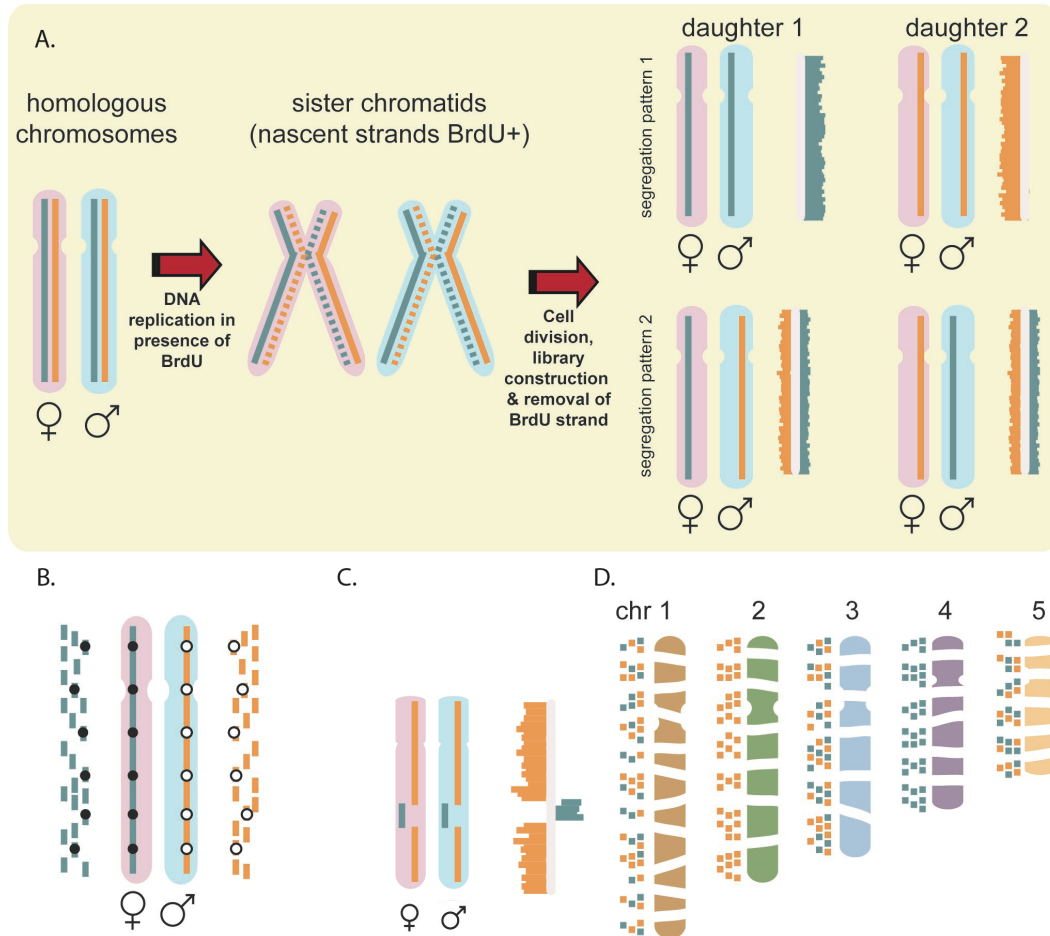 A.
homologous
chromosomes
DNA
replication in
presence of
BrdU
sister chromatids
(nascent strands BrdU+)
Cell
division,
library
construction
& removal of
BrdU strand
daughter 1
daughter 2
segregation pattern 1
♀ ♂
♀ ♂
♀ ♂
segregation pattern 2
♀ ♂
♀ ♂
B.
♀ ♂
C.
♀ ♂
D.
chr 1 2 3 4 5